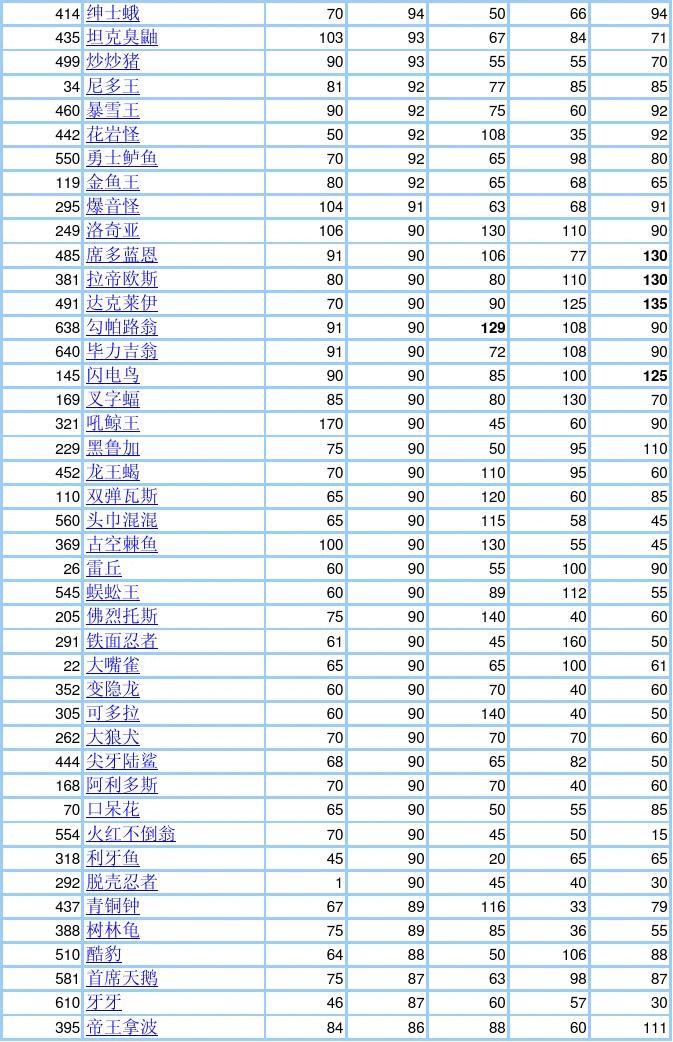 414 绅士蛾 70 94 50 66 94
435 坦克臭鼬 103 93 67 84 71
499 炒炒猪 90 93 55 55 70
34 尼多王 81 92 77 85 85
460 暴雪王 90 92 75 60 92
442 花岩怪 50 92 108 35 92
550 勇士鲈鱼 70 92 65 98 80
119 金鱼王 80 92 65 68 65
295 爆音怪 104 91 63 68 91
249 洛奇亚 106 90 130 110 90
485 席多蓝恩 91 90 106 77 130
381 拉帝欧斯 80 90 80 110 130
491 达克莱伊 70 90 90 125 135
638 勾帕路翁 91 90 129 108 90
640 毕力吉翁 91 90 72 108 90
145 闪电鸟 90 90 85 100 125
169 叉字蝠 85 90 80 130 70
321 吼鲸王 170 90 45 60 90
229 黑鲁加 75 90 50 95 110
452 龙王蝎 70 90 110 95 60
110 双弹瓦斯 65 90 120 60 85
560 头巾混混 65 90 115 58 45
369 古空棘鱼 100 90 130 55 45
26 雷丘 60 90 55 100 90
545 蜈蚣王 60 90 89 112 55
205 佛烈托斯 75 90 140 40 60
291 铁面忍者 61 90 45 160 50
22 大嘴雀 65 90 65 100 61
352 变隐龙 60 90 70 40 60
305 可多拉 60 90 140 40 50
262 大狼犬 70 90 70 70 60
444 尖牙陆鲨 68 90 65 82 50
168 阿利多斯 70 90 70 40 60
70 口呆花 65 90 50 55 85
554 火红不倒翁 70 90 45 50 15
318 利牙鱼 45 90 20 65 65
292 脱壳忍者 1 90 45 40 30
437 青铜钟 67 89 116 33 79
388 树林龟 75 89 85 36 55
510 酷豹 64 88 50 106 88
581 首席天鹅 75 87 63 98 87
610 牙牙 46 87 60 57 30
395 帝王拿波 84 86 88 60 111